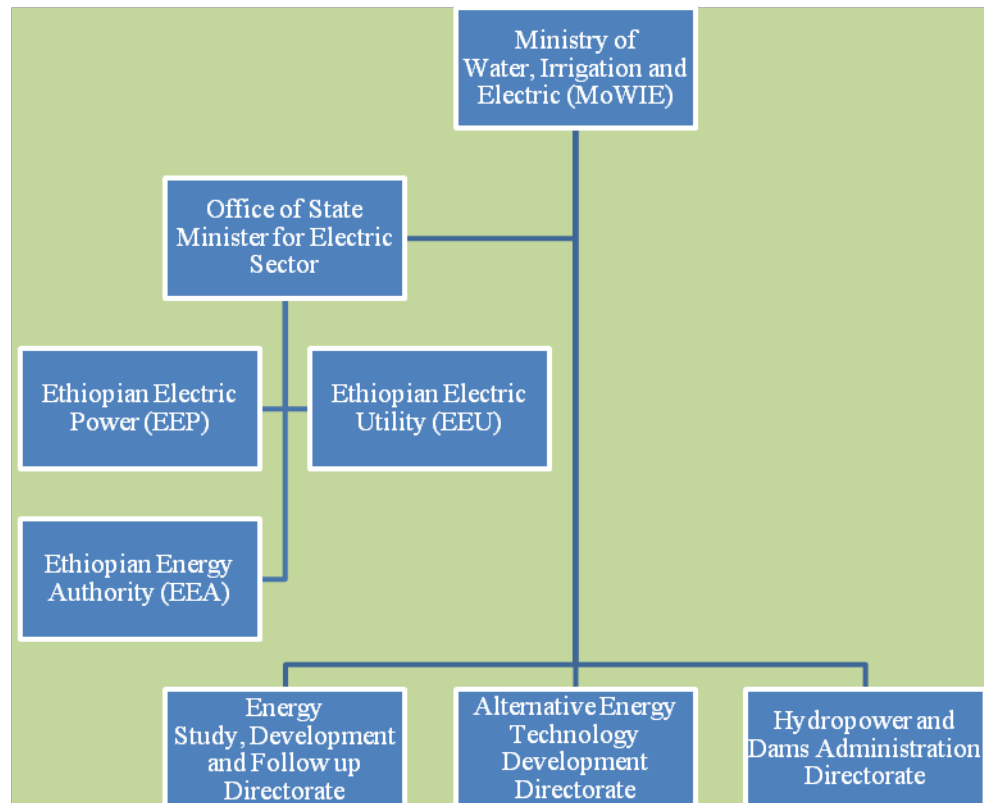 Ministry of
Water, Irrigation and
Electric (MoWIE)
Office of State
Minister for Electric
Sector
Ethiopian Electric
Power (EEP)
Ethiopian Electric
Utility (EEU)
Ethiopian Energy
Authority (EEA)
Energy
Study, Development
and Follow up
Directorate
Alternative Energy
Technology
Development
Directorate
Hydropower and
Dams Administration
Directorate